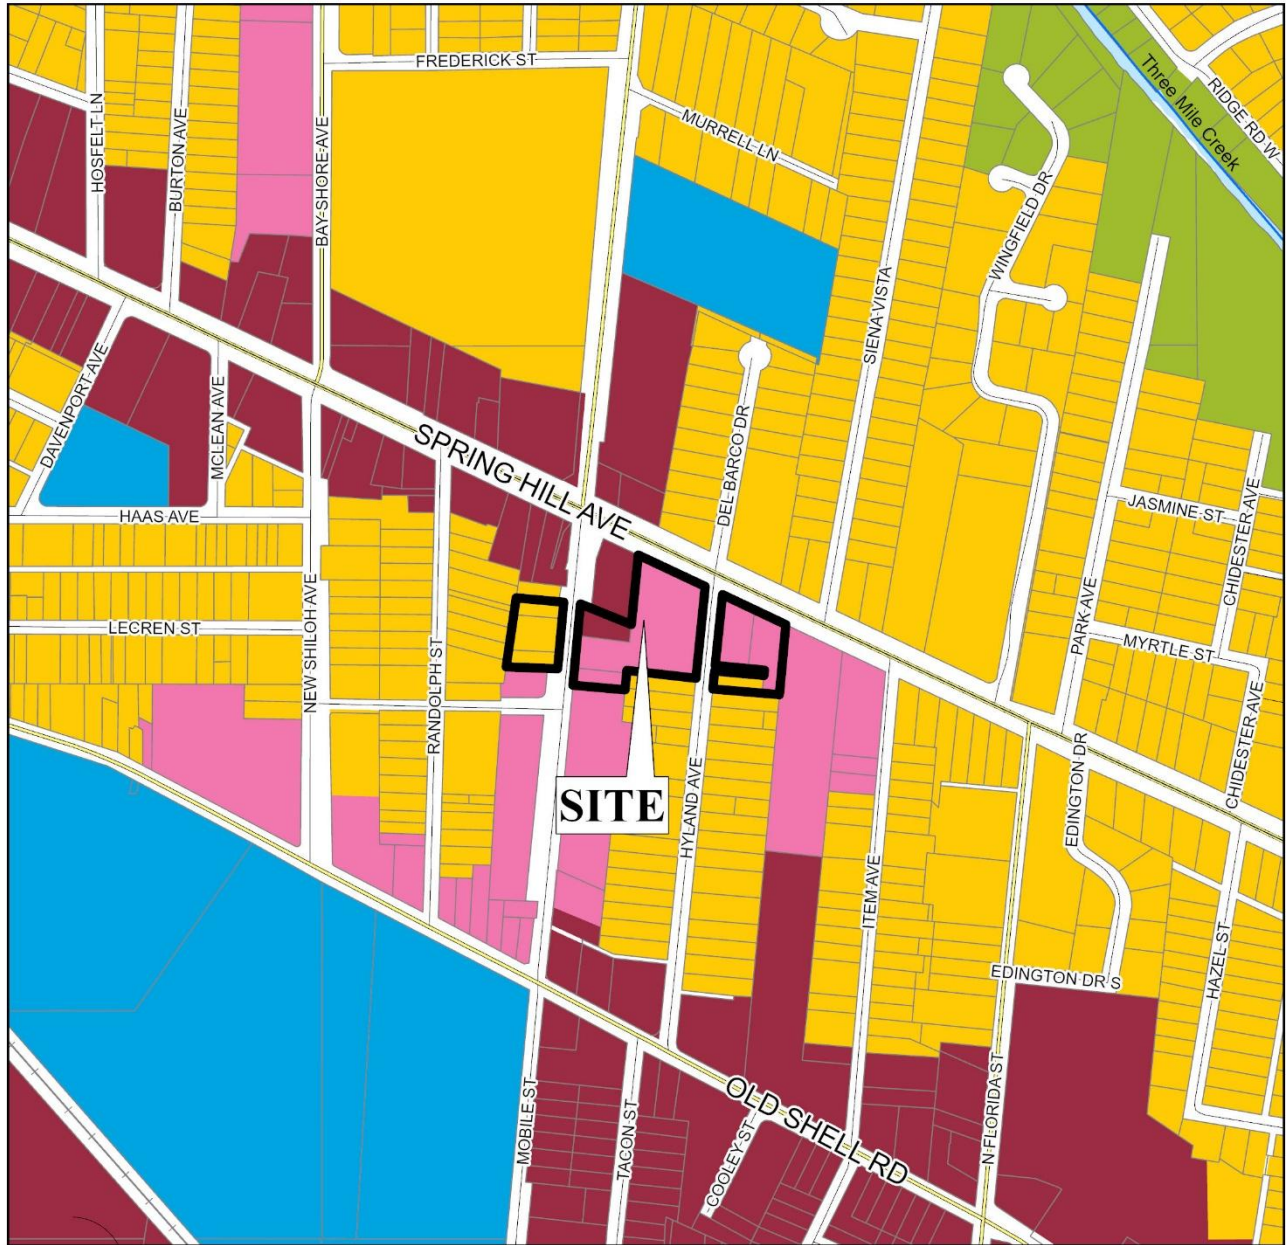 FREDERICK ST
HOSFELT LN
BURTON AVE
BAY-SHORE-AVE
MURRELL LN
Three Mile Creek
RIDGE RD W
WINGFIELD DR
SIENA-VISTA
DAVENPORT-AVE
MCLEAN AVE
SPRING HILL AVE
DEL BARCO DR
HAAS AVE
JASMINE ST
CHIDESTER AVE
NEW SHILOH AVE
LECREN ST
RANDOLPH ST
PARK-AVE
MYRTLE ST
SITE
HYLAND AVE
EDINGTON DR
CHIDESTER AVE
ITEM AVE
HAZEL ST
EDINGTON DR S
MOBILE ST
TACON ST
COOLEY ST
OLD SHELL RD
N FLORIDA ST